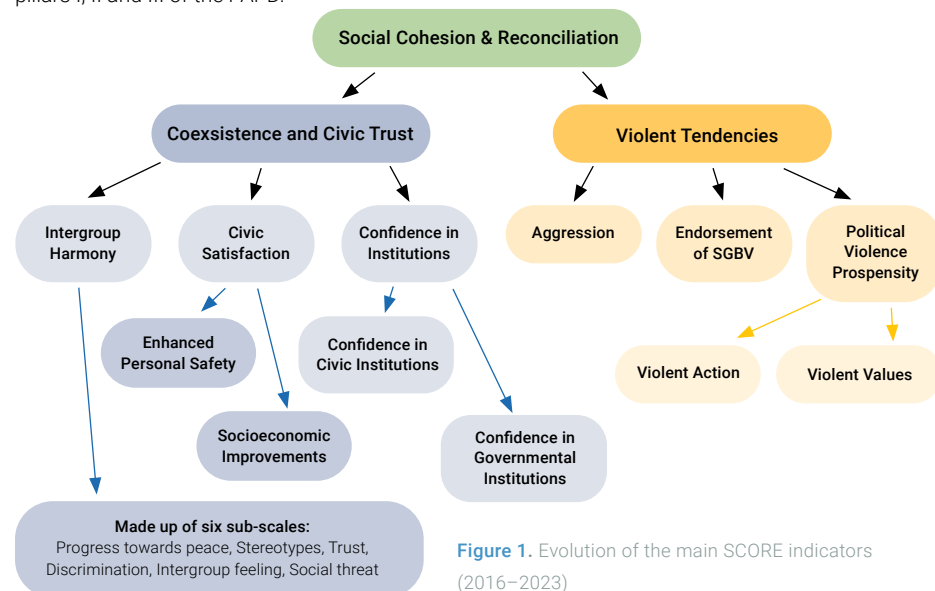 pillars I, II and III of the PAPD.
Social Cohesion & Reconciliation
Coexsistence and Civic Trust
Violent Tendencies
Intergroup
Harmony
Civic
Satisfaction
Confidence in
Institutions
Aggression
Endorsement
of SGBV
Political
Violence
Prospensity
Enhanced
Personal Safety
Confidence in
Civic Institutions
Violent Action
Violent Values
Socioeconomic
Improvements
Confidence in
Governmental
Institutions
Made up of six sub-scales:
Progress towards peace, Stereotypes, Trust,
Discrimination, Intergroup feeling, Social threat
Figure 1. Evolution of the main SCORE indicators
(2016–2023)